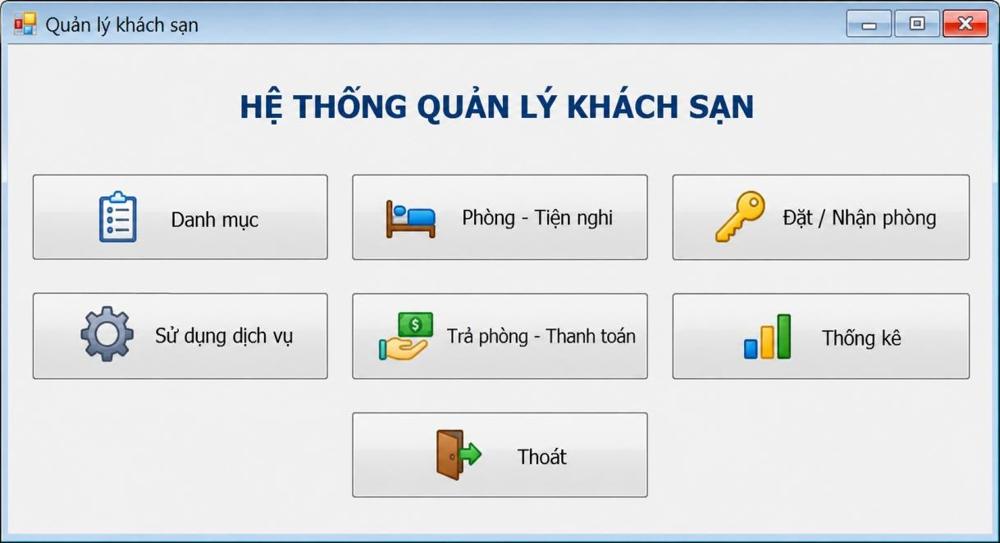 Quản lý khách sạn
HỆ THỐNG QUẢN LÝ KHÁCH SẠN
Danh mục
Phòng - Tiện nghi
Đặt / Nhận phòng
Sử dụng dịch vụ
$
Trả phòng - Thanh toán
Thống kê
Thoát